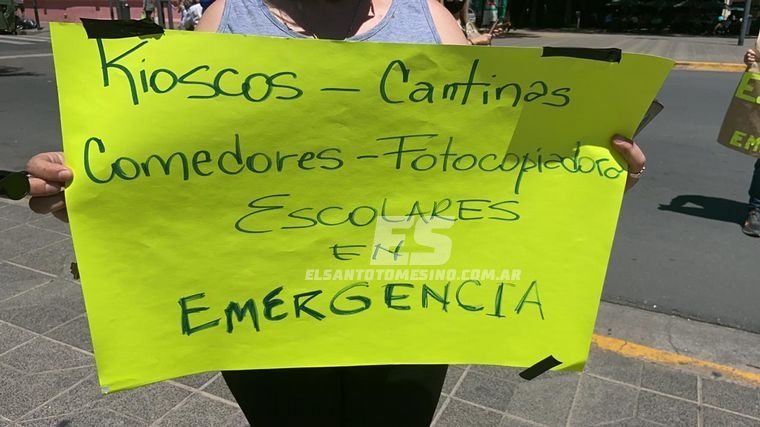 Kioscos - Cantinas
Comedores - Fotocopiadora
ESCOLARES
EN
EMERGENCIA
ES
ELSANTOTOMESINO.COM.AR